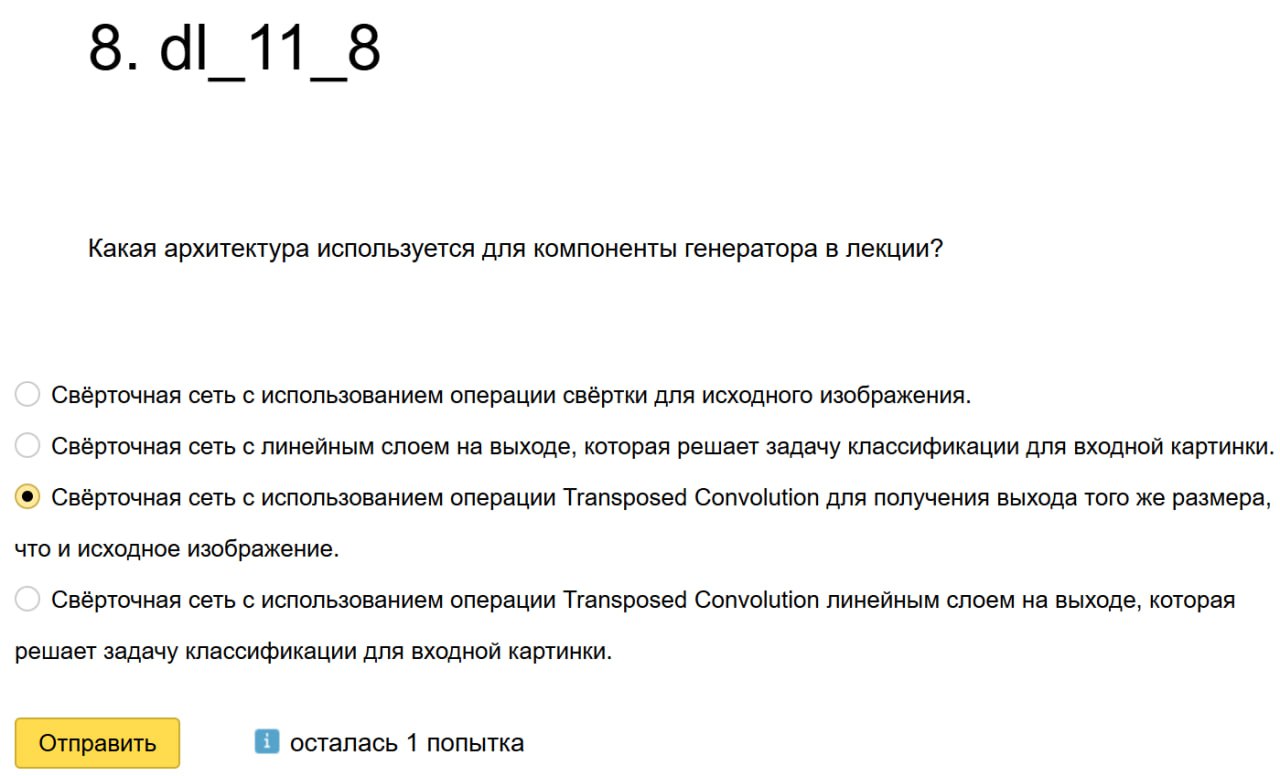 8. dl_11_8
Какая архитектура используется для компоненты генератора в лекции?
Свёрточная сеть с использованием операции свёртки для исходного изображения.
Свёрточная сеть с линейным слоем на выходе, которая решает задачу классификации для входной картинки.
Свёрточная сеть с использованием операции Transposed Convolution для получения выхода того же размера,
что и исходное изображение.
Свёрточная сеть с использованием операции Transposed Convolution линейным слоем на выходе, которая
решает задачу классификации для входной картинки.
Отправить
i осталась 1 попытка